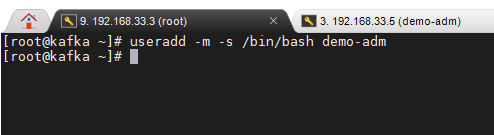 9. 192.168.33.3 (root)
3. 192.168.33.5 (demo-adm)
[root@kafka ~]# useradd -m -s /bin/bash demo-adm
[root@kafka ~]#